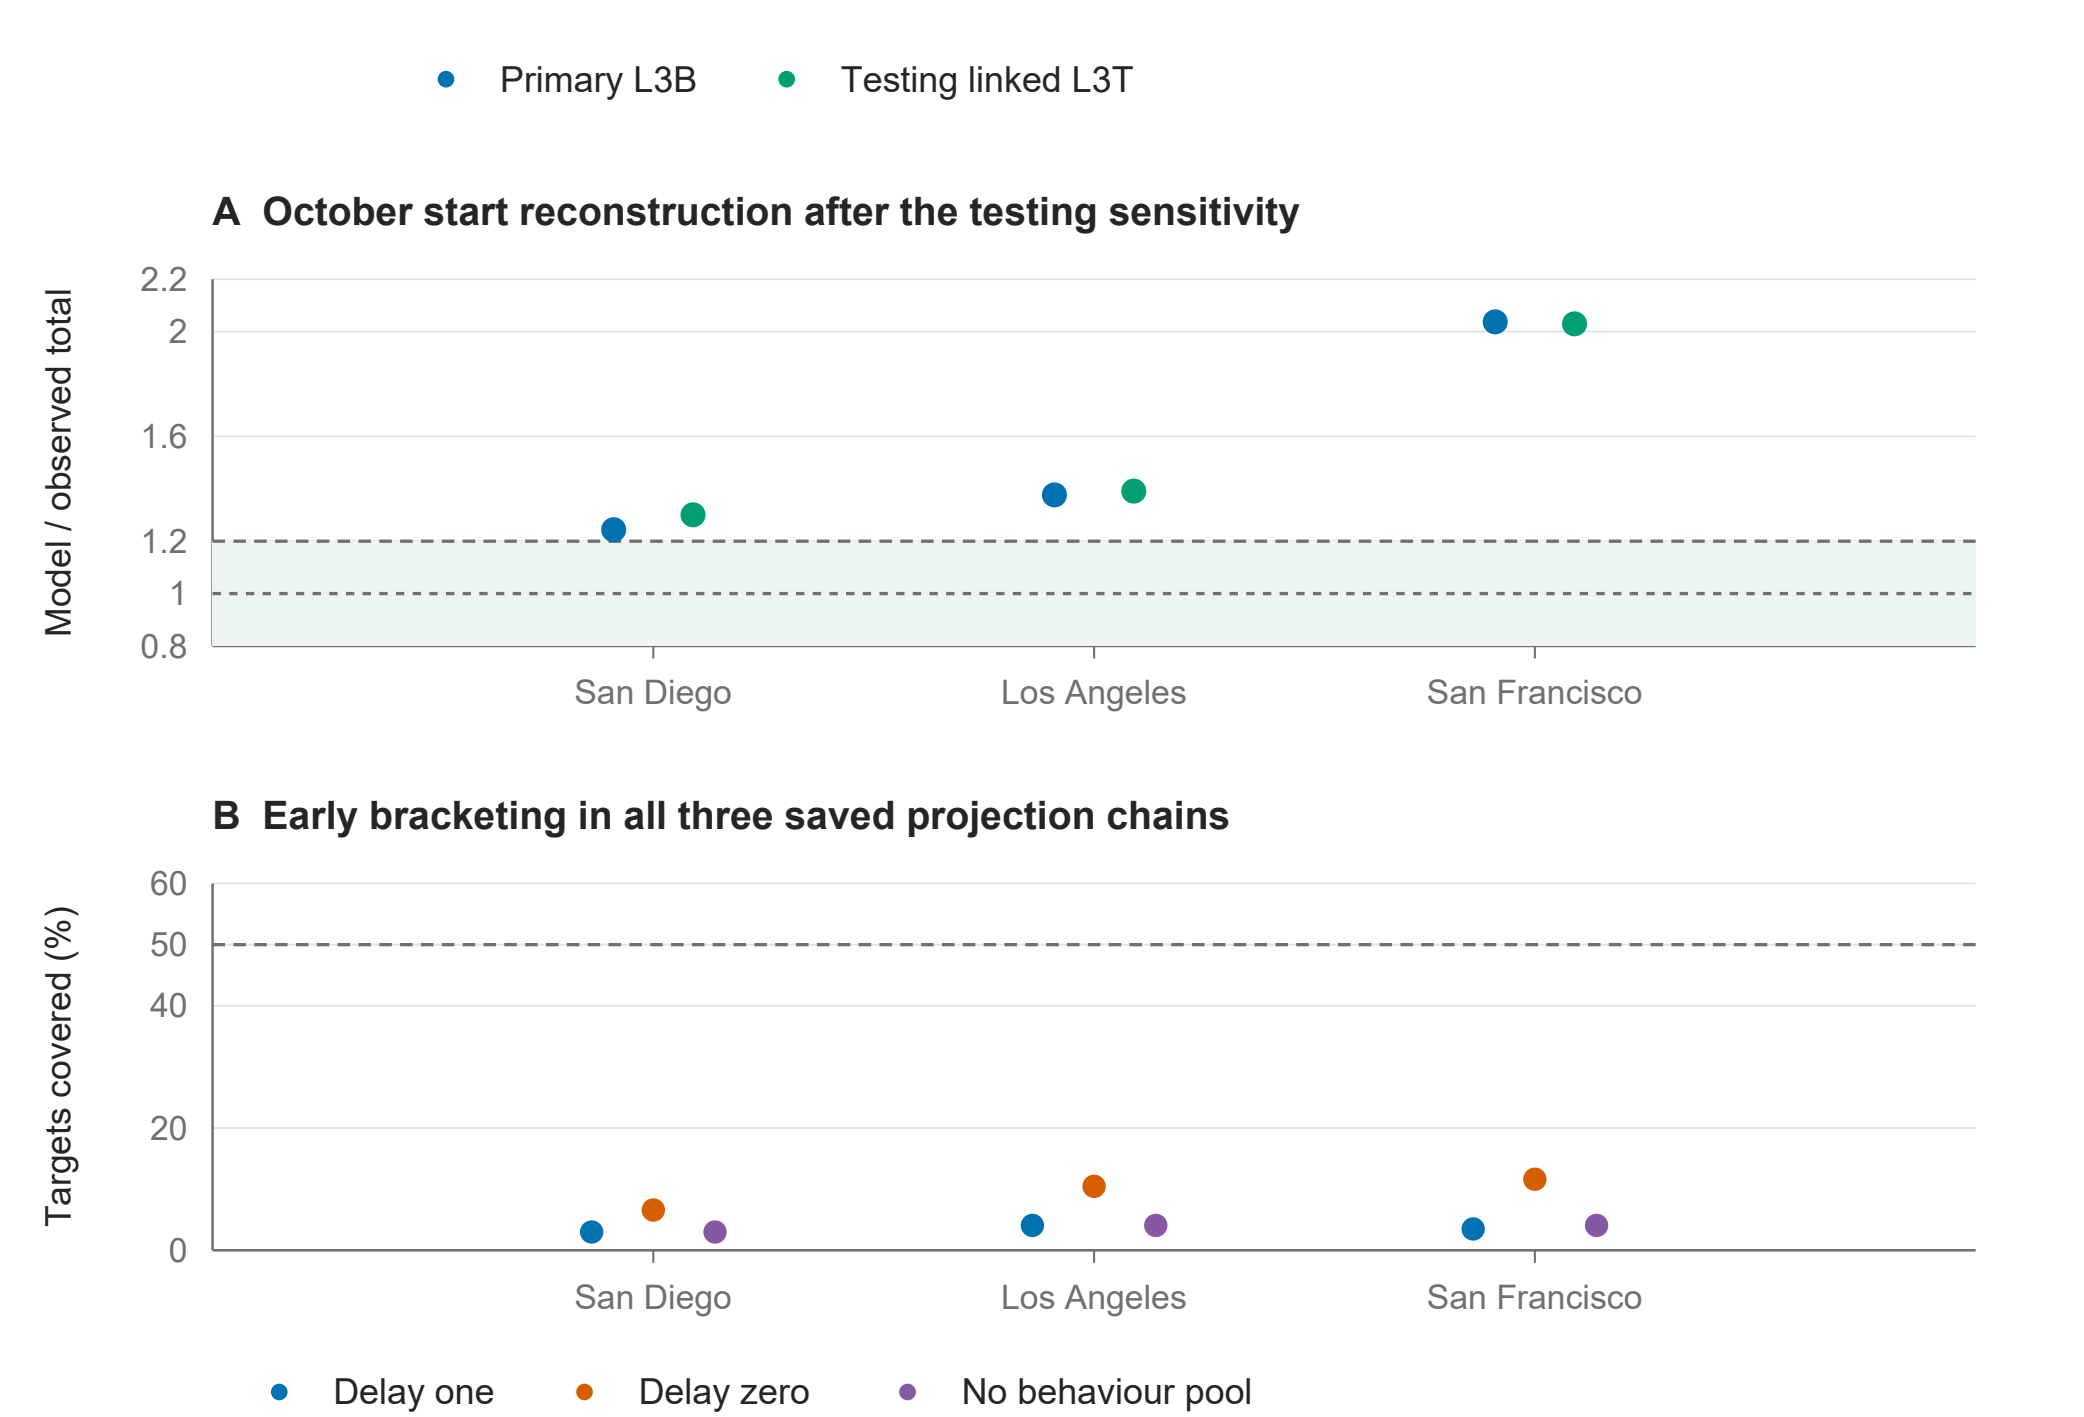 Primary L3B
Testing linked L3T
A October start reconstruction after the testing sensitivity
Model / observed total
2.2
2
1.6
1.2
1
0.8
San Diego
Los Angeles
San Francisco
B Early bracketing in all three saved projection chains
Targets covered (%)
60
50
40
20
0
San Diego
Los Angeles
San Francisco
Delay one
Delay zero
No behaviour pool